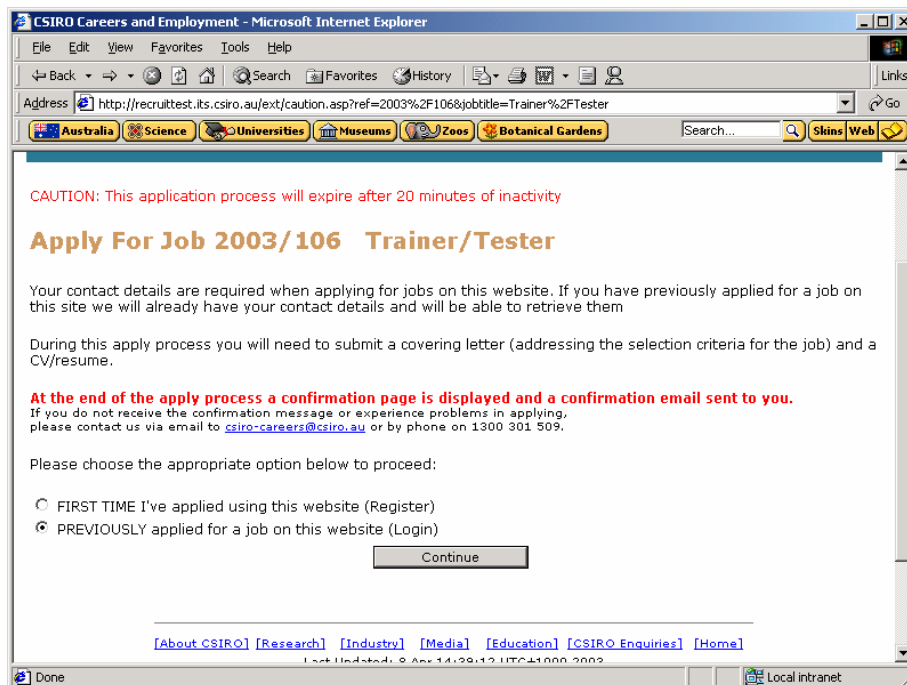 CSIRO Careers and Employment - Microsoft Internet Explorer
File Edit View Favorites Tools Help
Back Search Favorites History Links
Address http://recruittest.its.csiro.au/ext/caution.asp?ref=2003%2F106&jobtitle=Trainer%2FTester Go
Australia Science Universities Museums Zoos Botanical Gardens Search... Skins Web
CAUTION: This application process will expire after 20 minutes of inactivity
Apply For Job 2003/106 Trainer/Tester
Your contact details are required when applying for jobs on this website. If you have previously applied for a job on
this site we will already have your contact details and will be able to retrieve them
During this apply process you will need to submit a covering letter (addressing the selection criteria for the job) and a
CV/resume.
At the end of the apply process a confirmation page is displayed and a confirmation email sent to you.
If you do not receive the confirmation message or experience problems in applying,
please contact us via email to csiro-careers@csiro.au or by phone on 1300 301 509.
Please choose the appropriate option below to proceed:
FIRST TIME I've applied using this website (Register)
PREVIOUSLY applied for a job on this website (Login)
Continue
[About CSIRO] [Research] [Industry] [Media] [Education] [CSIRO Enquiries] [Home]
Last Updated: 8 Apr 14:39:12 UTC+1000 2003
Done Local intranet